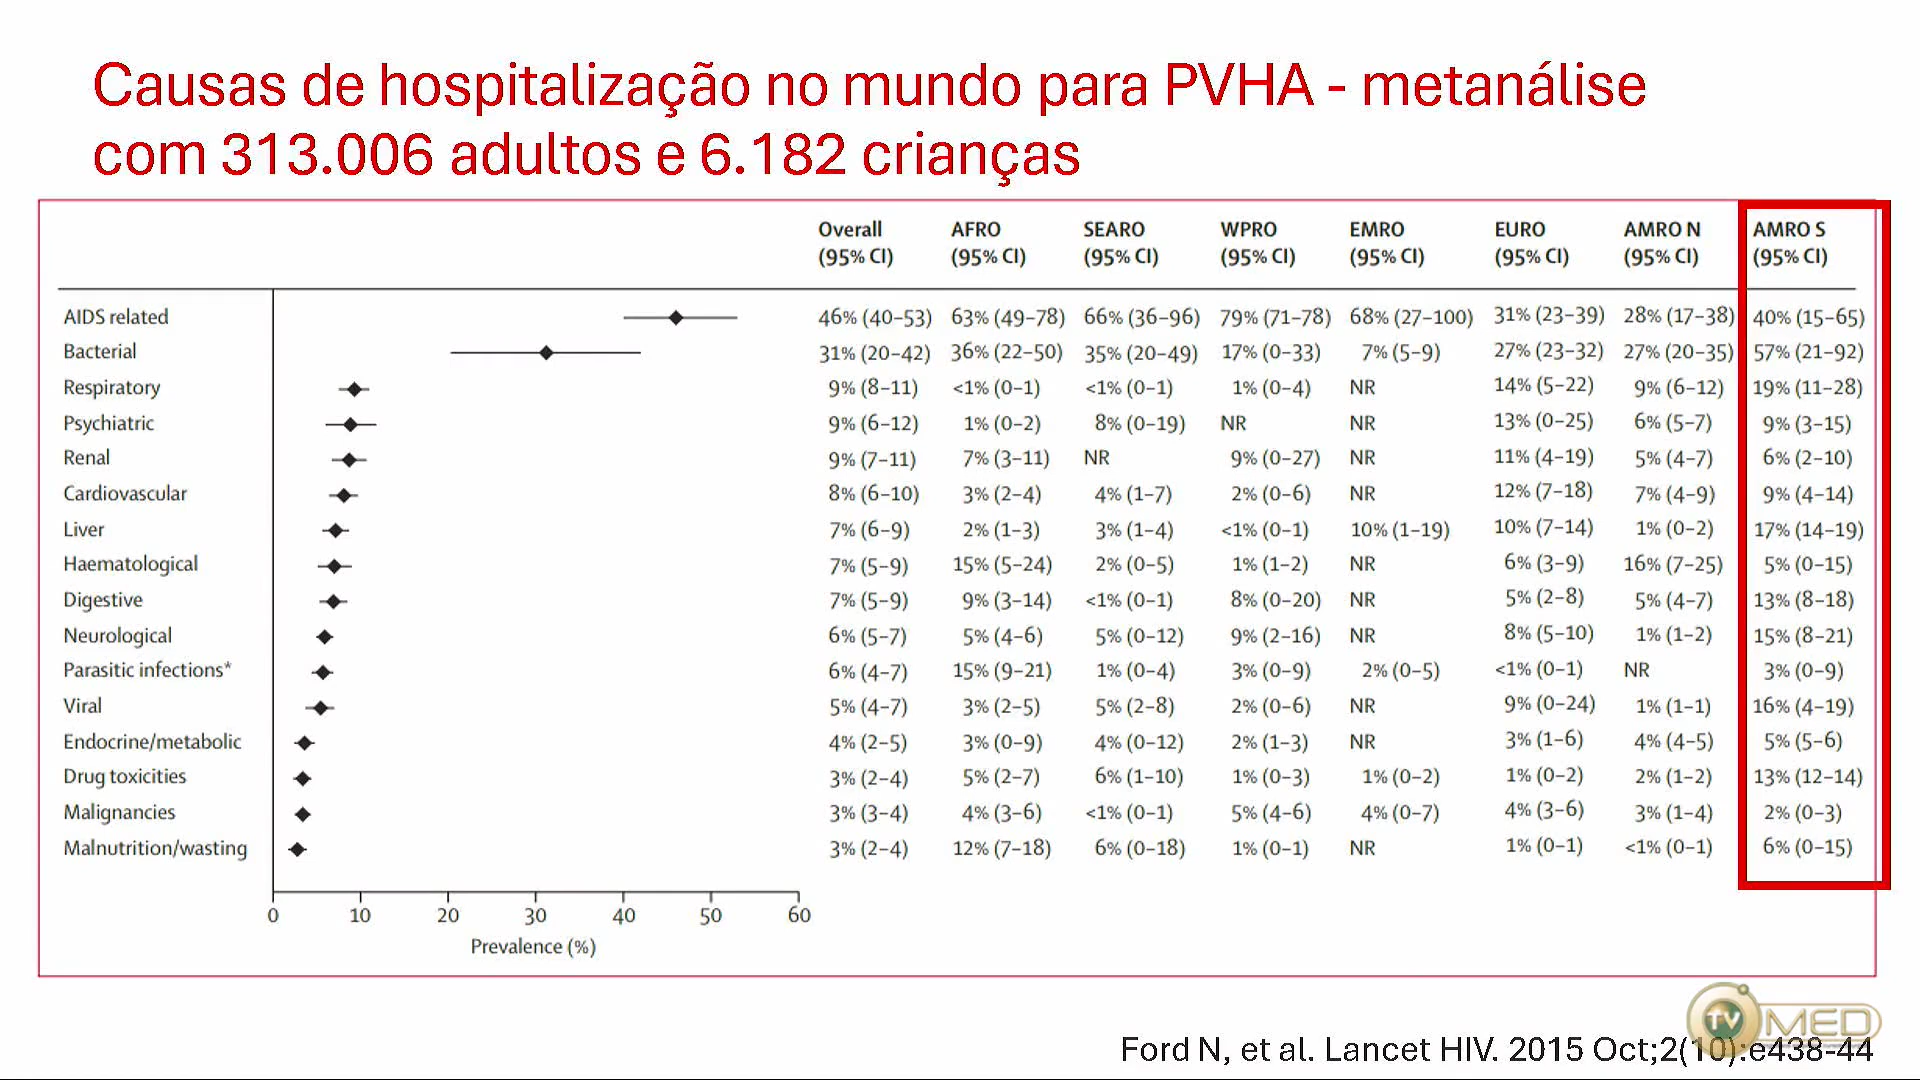 Causas de hospitalização no mundo para PVHA - metanálise
com 313.006 adultos e 6.182 crianças
Overall AFRO SEARO WPRO EMRO EURO AMRO N AMRO S
(95% CI) (95% CI) (95% CI) (95% CI) (95% CI) (95% CI) (95% CI) (95% CI)
AIDS related 46% (40–53) 63% (49–78) 66% (36–96) 79% (71–78) 68% (27–100) 31% (23–39) 28% (17–38) 40% (15–65)
Bacterial 31% (20–42) 36% (22–50) 35% (20–49) 17% (0–33) 7% (5–9) 27% (23–32) 27% (20–35) 57% (21–92)
Respiratory 9% (8–11) <1% (0–1) <1% (0–1) 1% (0–4) NR 14% (5–22) 9% (6–12) 19% (11–28)
Psychiatric 9% (6–12) 1% (0–2) 8% (0–19) NR NR 13% (0–25) 6% (5–7) 9% (3–15)
Renal 9% (7–11) 7% (3–11) NR 9% (0–27) NR 11% (4–19) 5% (4–7) 6% (2–10)
Cardiovascular 8% (6–10) 3% (2–4) 4% (1–7) 2% (0–6) NR 12% (7–18) 7% (4–9) 9% (4–14)
Liver 7% (6–9) 2% (1–3) 3% (1–4) <1% (0–1) 10% (1–19) 10% (7–14) 1% (0–2) 17% (14–19)
Haematological 7% (5–9) 15% (5–24) 2% (0–5) 1% (1–2) NR 6% (3–9) 16% (7–25) 5% (0–15)
Digestive 7% (5–9) 9% (3–14) <1% (0–1) 8% (0–20) NR 5% (2–8) 5% (4–7) 13% (8–18)
Neurological 6% (5–7) 5% (4–6) 5% (0–12) 9% (2–16) NR 8% (5–10) 1% (1–2) 15% (8–21)
Parasitic infections* 6% (4–7) 15% (9–21) 1% (0–4) 3% (0–9) 2% (0–5) <1% (0–1) NR 3% (0–9)
Viral 5% (4–7) 3% (2–5) 5% (2–8) 2% (0–6) NR 9% (0–24) 1% (1–1) 16% (4–19)
Endocrine/metabolic 4% (2–5) 3% (0–9) 4% (0–12) 2% (1–3) NR 3% (1–6) 4% (4–5) 5% (5–6)
Drug toxicities 3% (2–4) 5% (2–7) 6% (1–10) 1% (0–3) 1% (0–2) 1% (0–2) 2% (1–2) 13% (12–14)
Malignancies 3% (3–4) 4% (3–6) <1% (0–1) 5% (4–6) 4% (0–7) 4% (3–6) 3% (1–4) 2% (0–3)
Malnutrition/wasting 3% (2–4) 12% (7–18) 6% (0–18) 1% (0–1) NR 1% (0–1) <1% (0–1) 6% (0–15)
0 10 20 30 40 50 60
Prevalence (%)
TV MED
Ford N, et al. Lancet HIV. 2015 Oct;2(10):e438-44